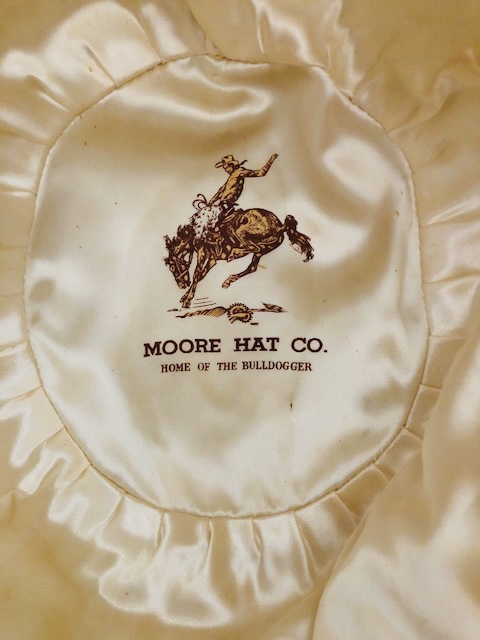 MOORE HAT CO.
HOME OF THE BULLDOGGER